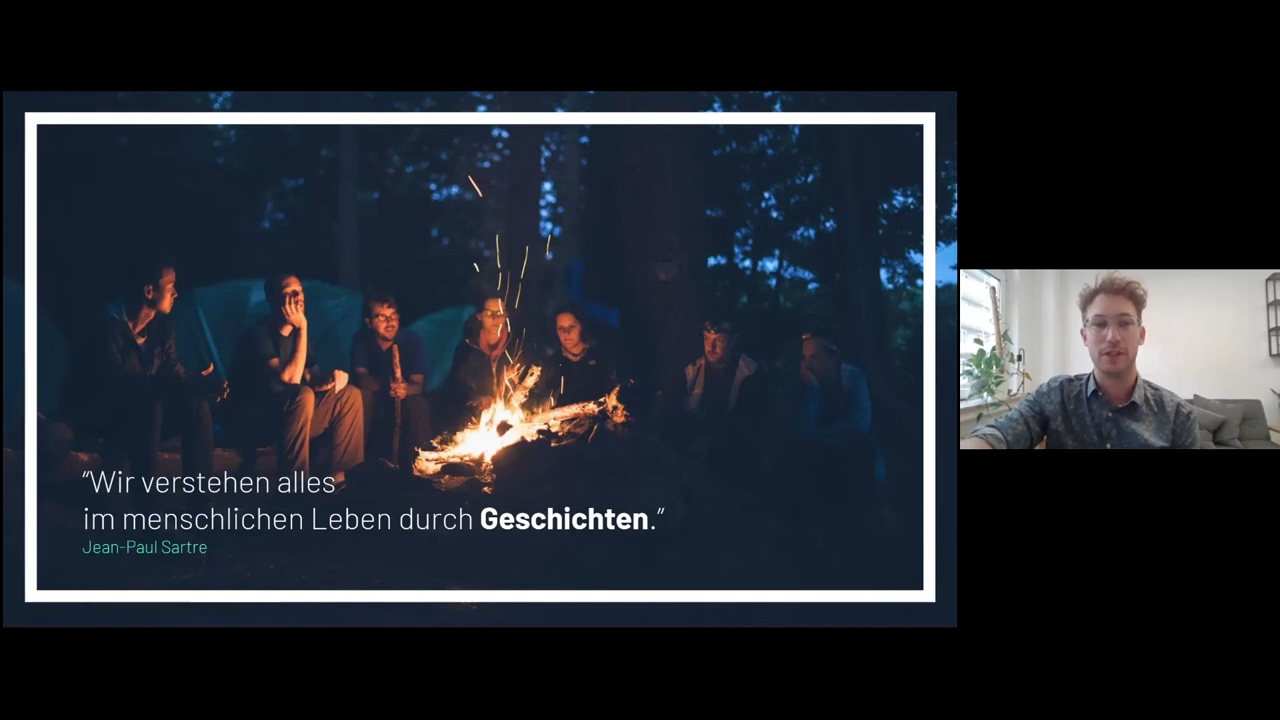 “Wir verstehen alles
im menschlichen Leben durch Geschichten.”
Jean-Paul Sartre